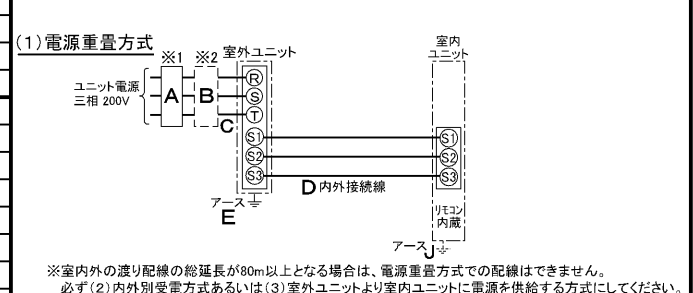 (1)電源重畳方式
※1 ※2 室外ユニット
室内
ユニット
ユニット電源
三相 200V
A B
R
S
T
C
S1 S1
S2 S2
S3 S3
D 内外接続線
アース
E
リモコン
内蔵
アース J
※室内外の渡り配線の総延長が80m以上となる場合は、電源重畳方式での配線はできません。
必ず(2)内外別受電方式あるいは(3)室外ユニットより室内ユニットに電源を供給する方式にしてください。